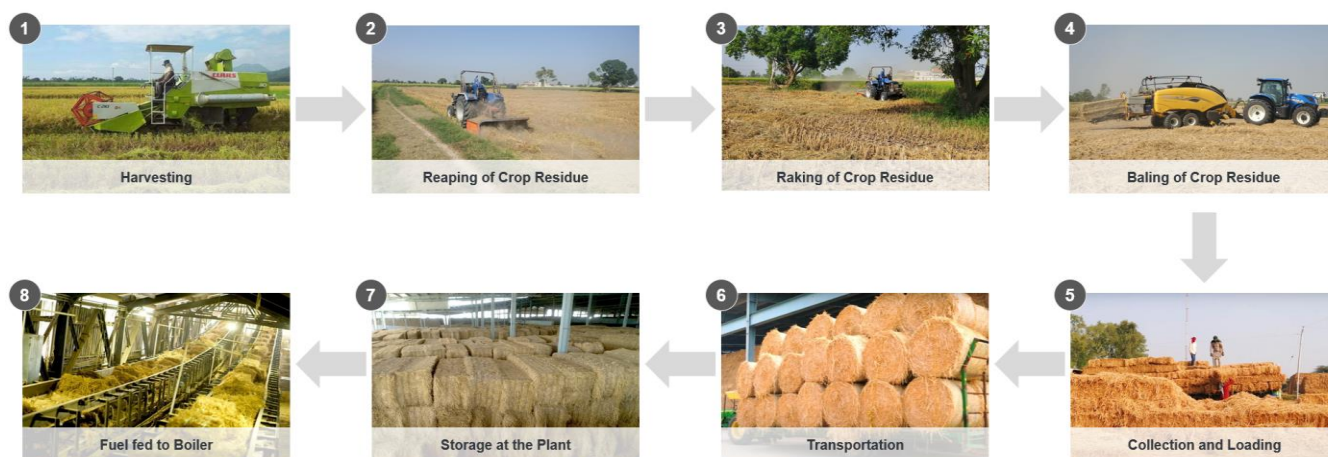 1
Harvesting
CLAAS
2
Reaping of Crop Residue
3
Raking of Crop Residue
4
Baling of Crop Residue
5
Collection and Loading
6
Transportation
7
Storage at the Plant
8
Fuel fed to Boiler